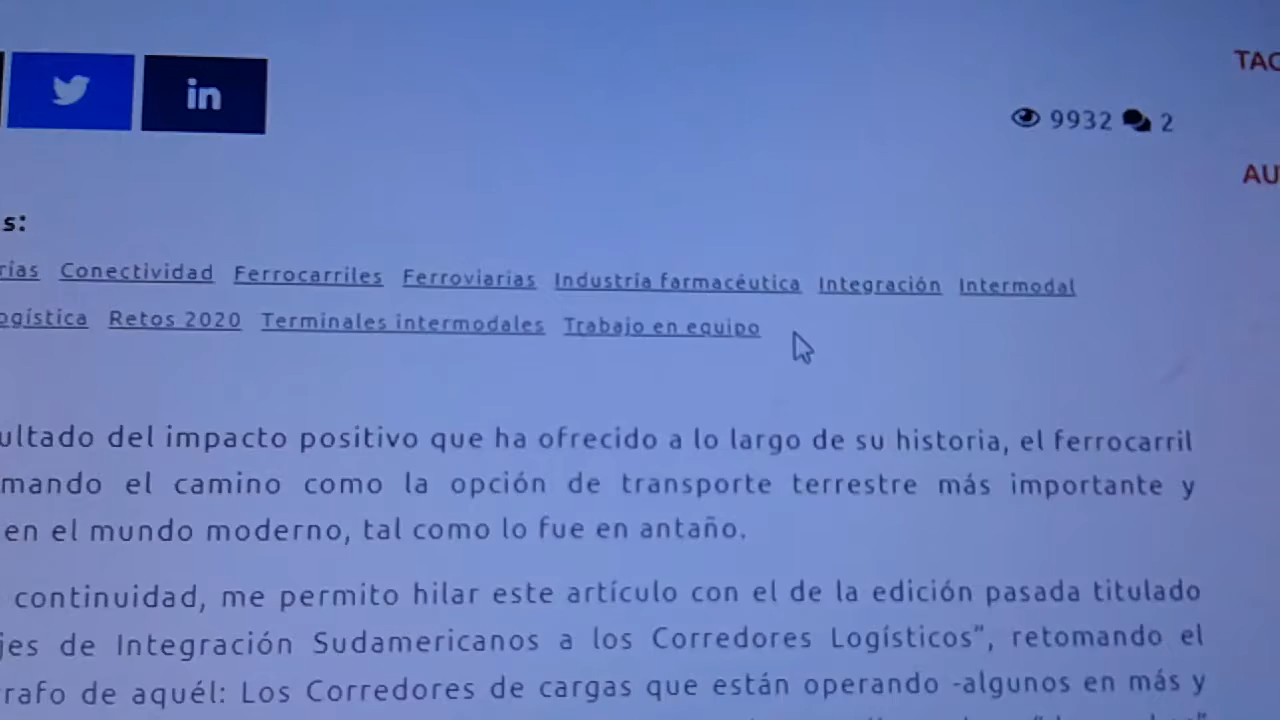 in
TAG
9932 2
AU
s:
rias Conectividad Ferrocarriles Ferroviarias Industria farmacéutica Integración Intermodal
ogística Retos 2020 Terminales intermodales Trabajo en equipo
ultado del impacto positivo que ha ofrecido a lo largo de su historia, el ferrocarril
mando el camino como la opción de transporte terrestre más importante y
en el mundo moderno, tal como lo fue en antaño.
continuidad, me permito hilar este artículo con el de la edición pasada titulado
jes de Integración Sudamericanos a los Corredores Logísticos", retomando el
rafo de aquél: Los Corredores de cargas que están operando -algunos en más y